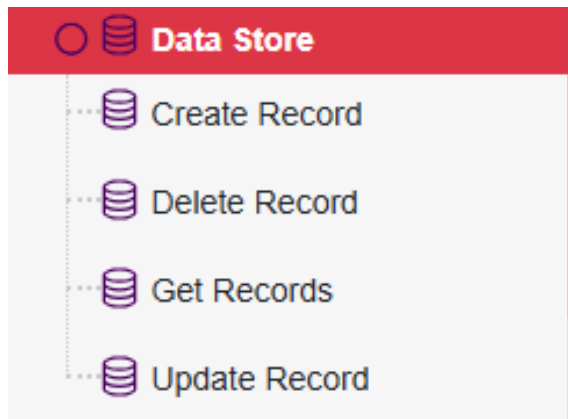 Data Store
Create Record
Delete Record
Get Records
Update Record